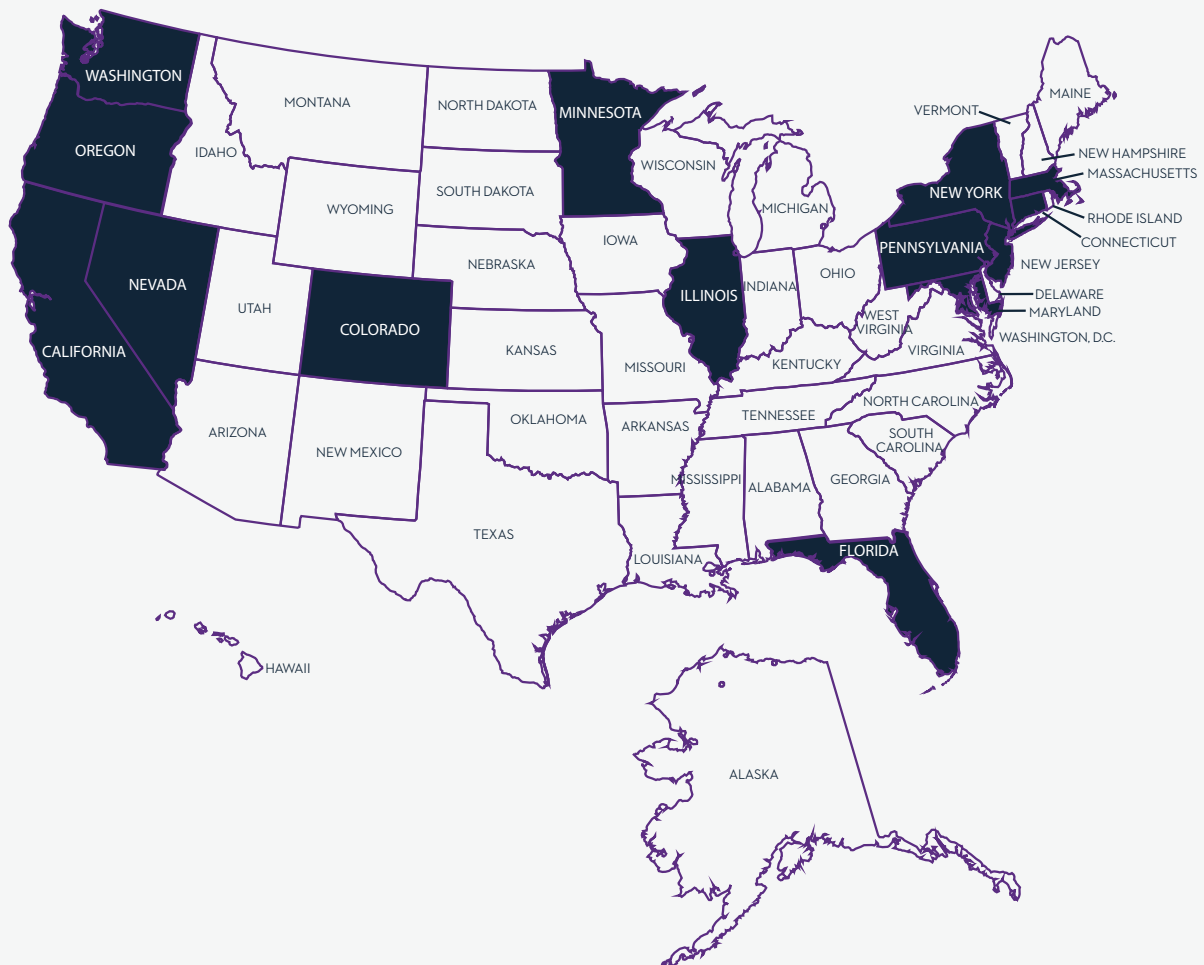 WASHINGTON
MONTANA
NORTH DAKOTA
MINNESOTA
MAINE
VERMONT
OREGON
IDAHO
NEW HAMPSHIRE
WISCONSIN
MASSACHUSETTS
SOUTH DAKOTA
NEW YORK
WYOMING
MICHIGAN
RHODE ISLAND
IOWA
CONNECTICUT
PENNSYLVANIA
NEBRASKA
NEW JERSEY
OHIO
NEVADA
INDIANA
ILLINOIS
DELAWARE
UTAH
MARYLAND
WEST
VIRGINIA
COLORADO
WASHINGTON, D.C.
CALIFORNIA
KANSAS
VIRGINIA
MISSOURI
KENTUCKY
NORTH CAROLINA
TENNESSEE
OKLAHOMA
ARKANSAS
ARIZONA
SOUTH
CAROLINA
NEW MEXICO
MISSISSIPPI
ALABAMA
GEORGIA
TEXAS
FLORIDA
LOUISIANA
HAWAII
ALASKA